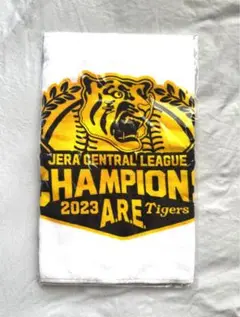 JERA CENTRAL LEAGUE
CHAMPIONS
2023 A.R.E. Tigers